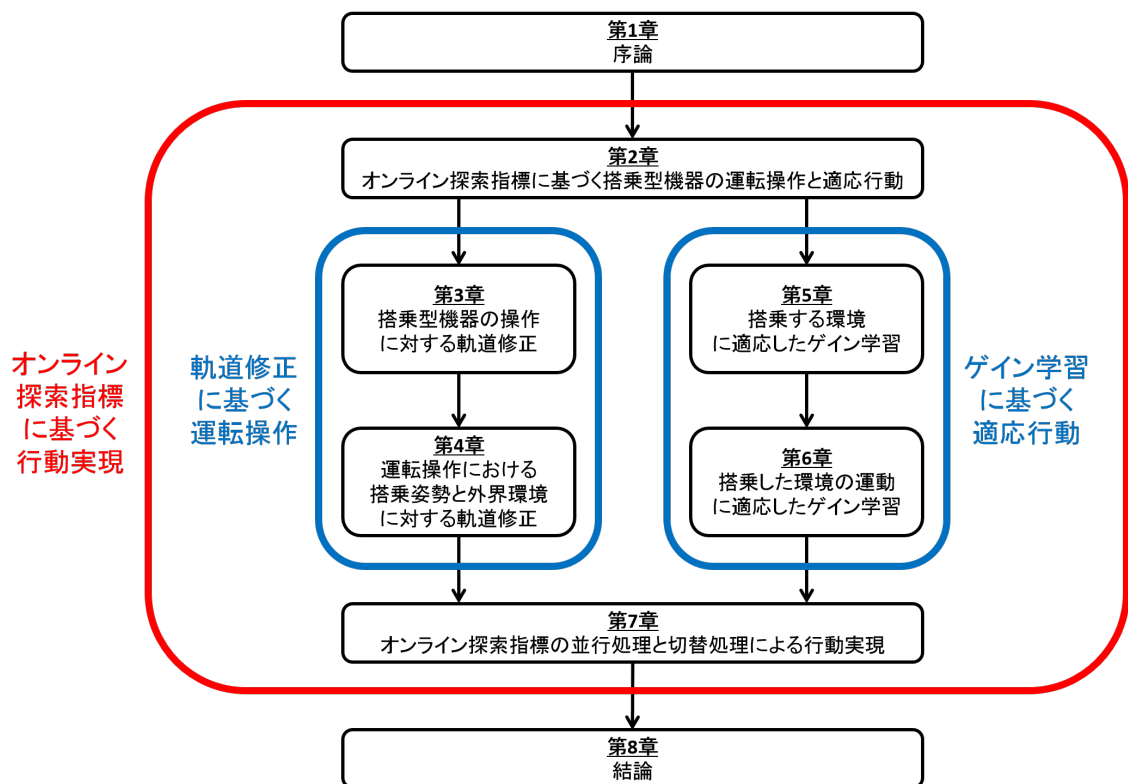 第1章
序論
第2章
オンライン探索指標に基づく搭乗型機器の運転操作と適応行動
オンライン
探索指標
に基づく
行動実現
軌道修正
に基づく
運転操作
第3章
搭乗型機器の操作
に対する軌道修正
第4章
運転操作における
搭乗姿勢と外界環境
に対する軌道修正
第5章
搭乗する環境
に適応したゲイン学習
第6章
搭乗した環境の運動
に適応したゲイン学習
ゲイン学習
に基づく
適応行動
第7章
オンライン探索指標の並行処理と切替処理による行動実現
第8章
結論